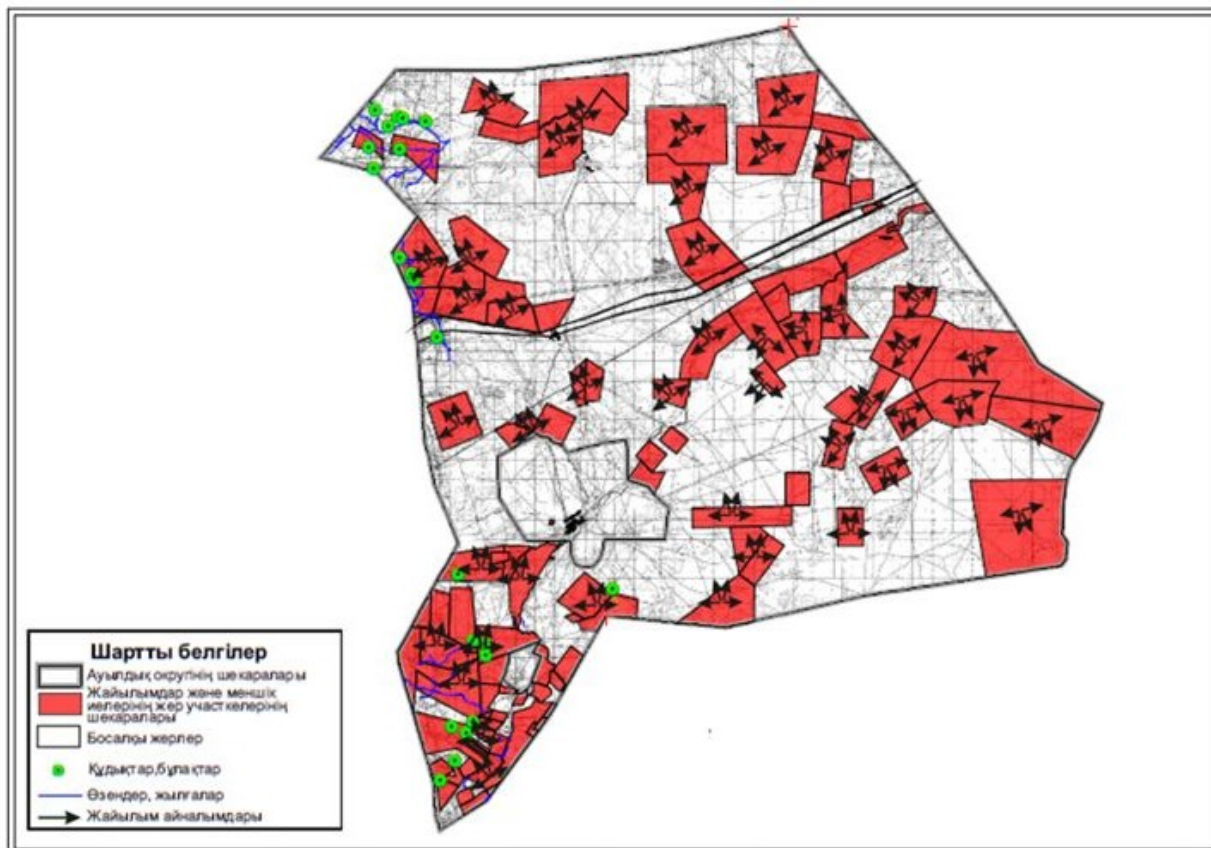 Шартты белгілер
Ауылдық округінің шекаралары
Жайылымдар және меншік
иелерінің жер участкелерінің
шекаралары
Босалқы жерлер
Құдықтар,бұлақтар
Өзендер, жылғалар
Жайылым айналымдары